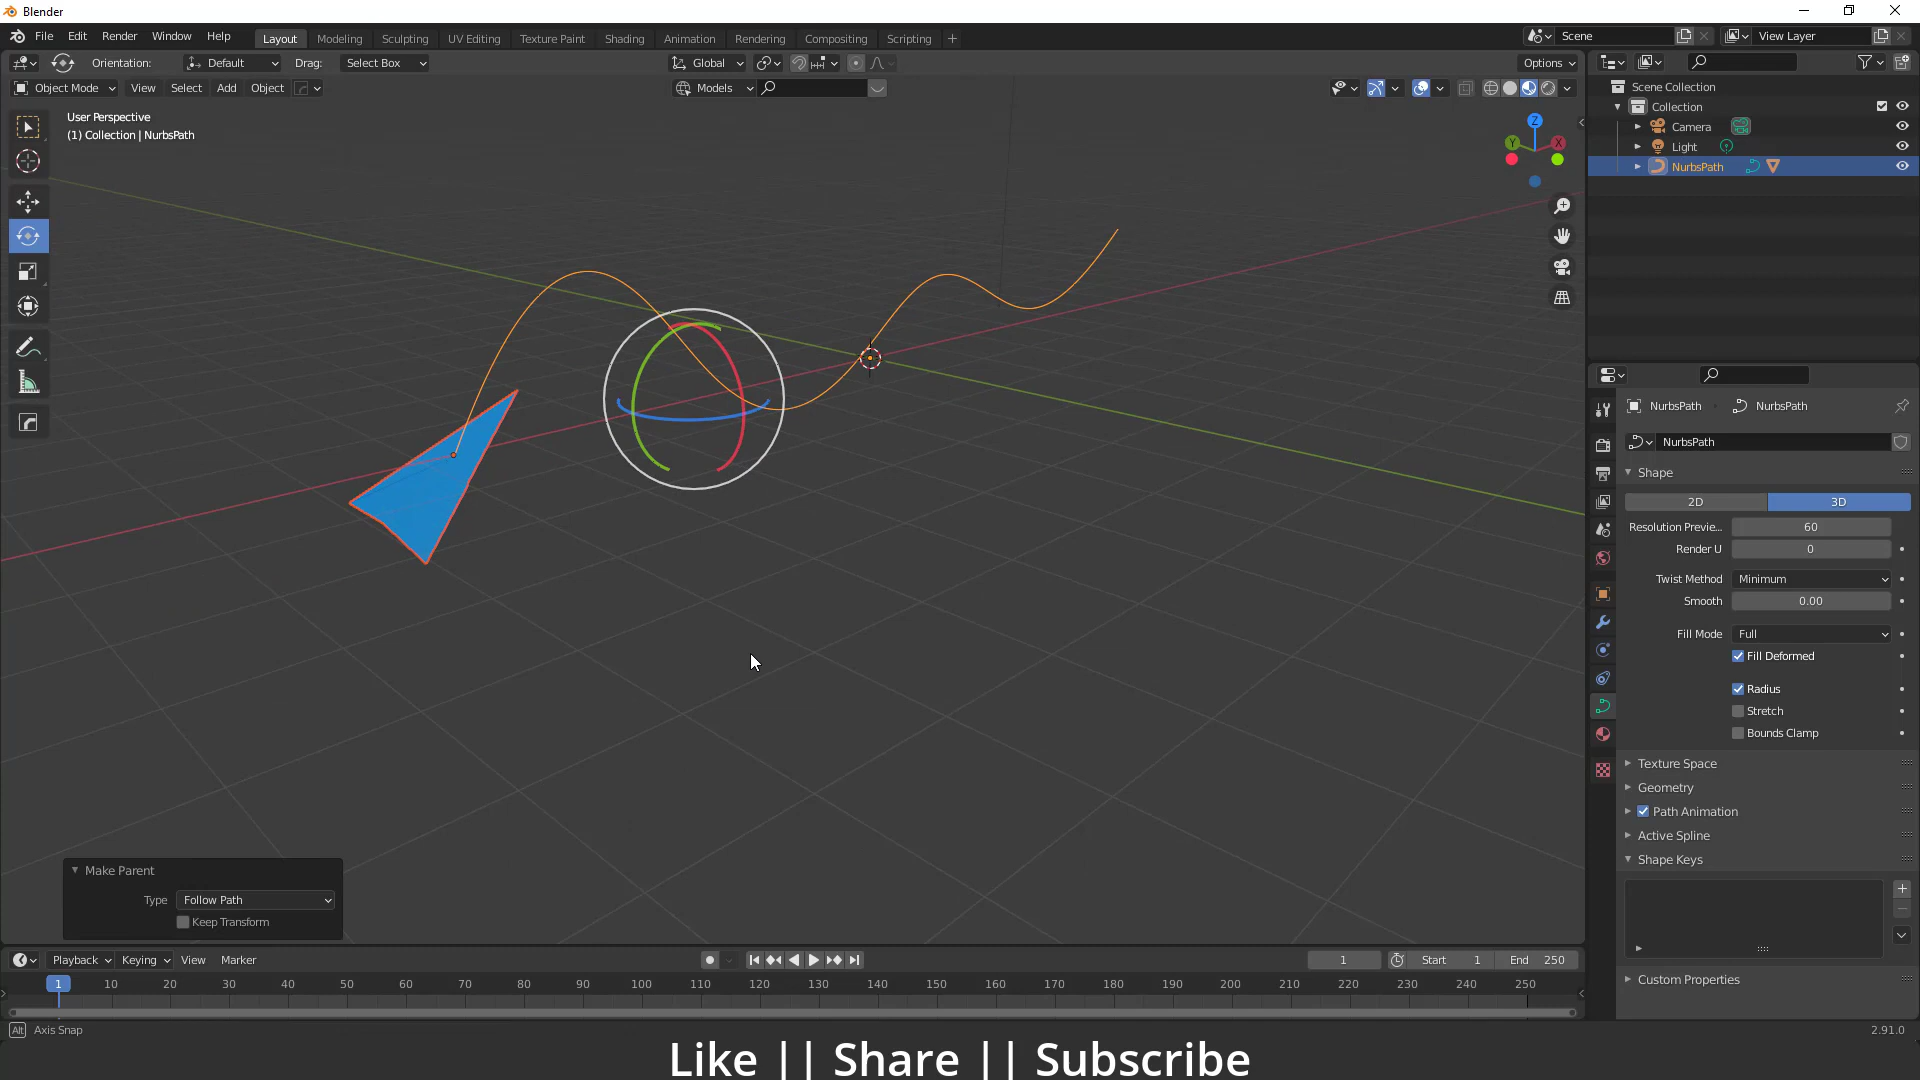 Blender
File Edit Render Window Help Layout Modeling Sculpting UV Editing Texture Paint Shading Animation Rendering Compositing Scripting + Scene View Layer
Orientation: Default Drag: Select Box Global Options
Object Mode View Select Add Object Models
User Perspective
(1) Collection | NurbsPath
Z
Y X
Scene Collection
Collection
Camera
Light
NurbsPath
NurbsPath NurbsPath
NurbsPath
Shape
2D 3D
Resolution Previe... 60
Render U 0
Twist Method Minimum
Smooth 0.00
Fill Mode Full
Fill Deformed
Radius
Stretch
Bounds Clamp
Texture Space
Geometry
Path Animation
Active Spline
Shape Keys
Custom Properties
Make Parent
Type Follow Path
Keep Transform
Playback Keying View Marker 1 Start 1 End 250
1 10 20 30 40 50 60 70 80 90 100 110 120 130 140 150 160 170 180 190 200 210 220 230 240 250
Alt Axis Snap 2.91.0
Like || Share || Subscribe